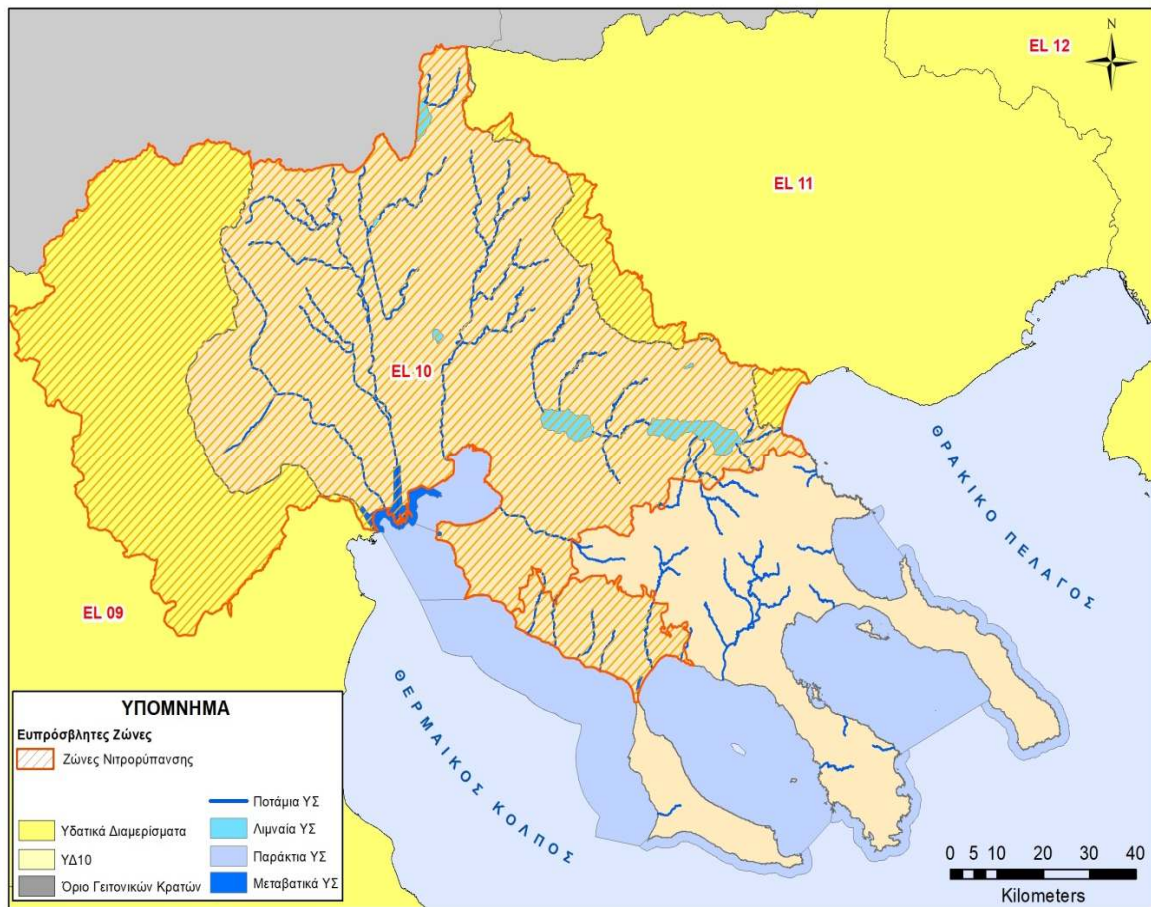 EL 12
N
EL 11
EL 10
EL 09
ΘΡΑΚΙΚΟ ΠΕΛΑΓΟΣ
ΘΕΡΜΑΙΚΟΣ ΚΟΛΠΟΣ
ΥΠΟΜΝΗΜΑ
Ευπρόσβλητες Ζώνες
Ζώνες Νιτρορύπανσης
Υδατικά Διαμερίσματα
ΥΔ10
Όριο Γειτονικών Κρατών
Ποτάμια ΥΣ
Λιμναία ΥΣ
Παράκτια ΥΣ
Μεταβατικά ΥΣ
0 5 10 20 30 40
Kilometers